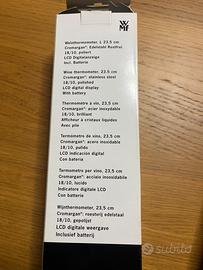 WMF
Weinthermometer, L 23,5 cm
Cromargan®: Edelstahl Rostfrei
18/10, poliert
LCD Digitalanzeige
Incl. Batterie
Wine thermometer, 23.5 cm
Cromargan®: stainless steel
18/10, polished
LCD digital display
With battery
Thermomètre à vin, 23,5 cm
Cromargan®: acier inoxydable
18/10, brillant
Afficheur à cristaux liquides
Avec pile
Termometro de vino, 23,5 cm
Cromargan®: acero inoxidable
18/10, pulido
LCD indicación digital
Con batería
Termometro per vino, 23,5 cm
Cromargan®: acciaio inossidabile
18/10, lucido
Indicatore digitale LCD
Con batteria
Wijnthermometer, 23,5 cm
Cromargan®: roestvrij edelstaal
18/10, gepolijst
LCD digitale weergave
Inclusief batterij
subito